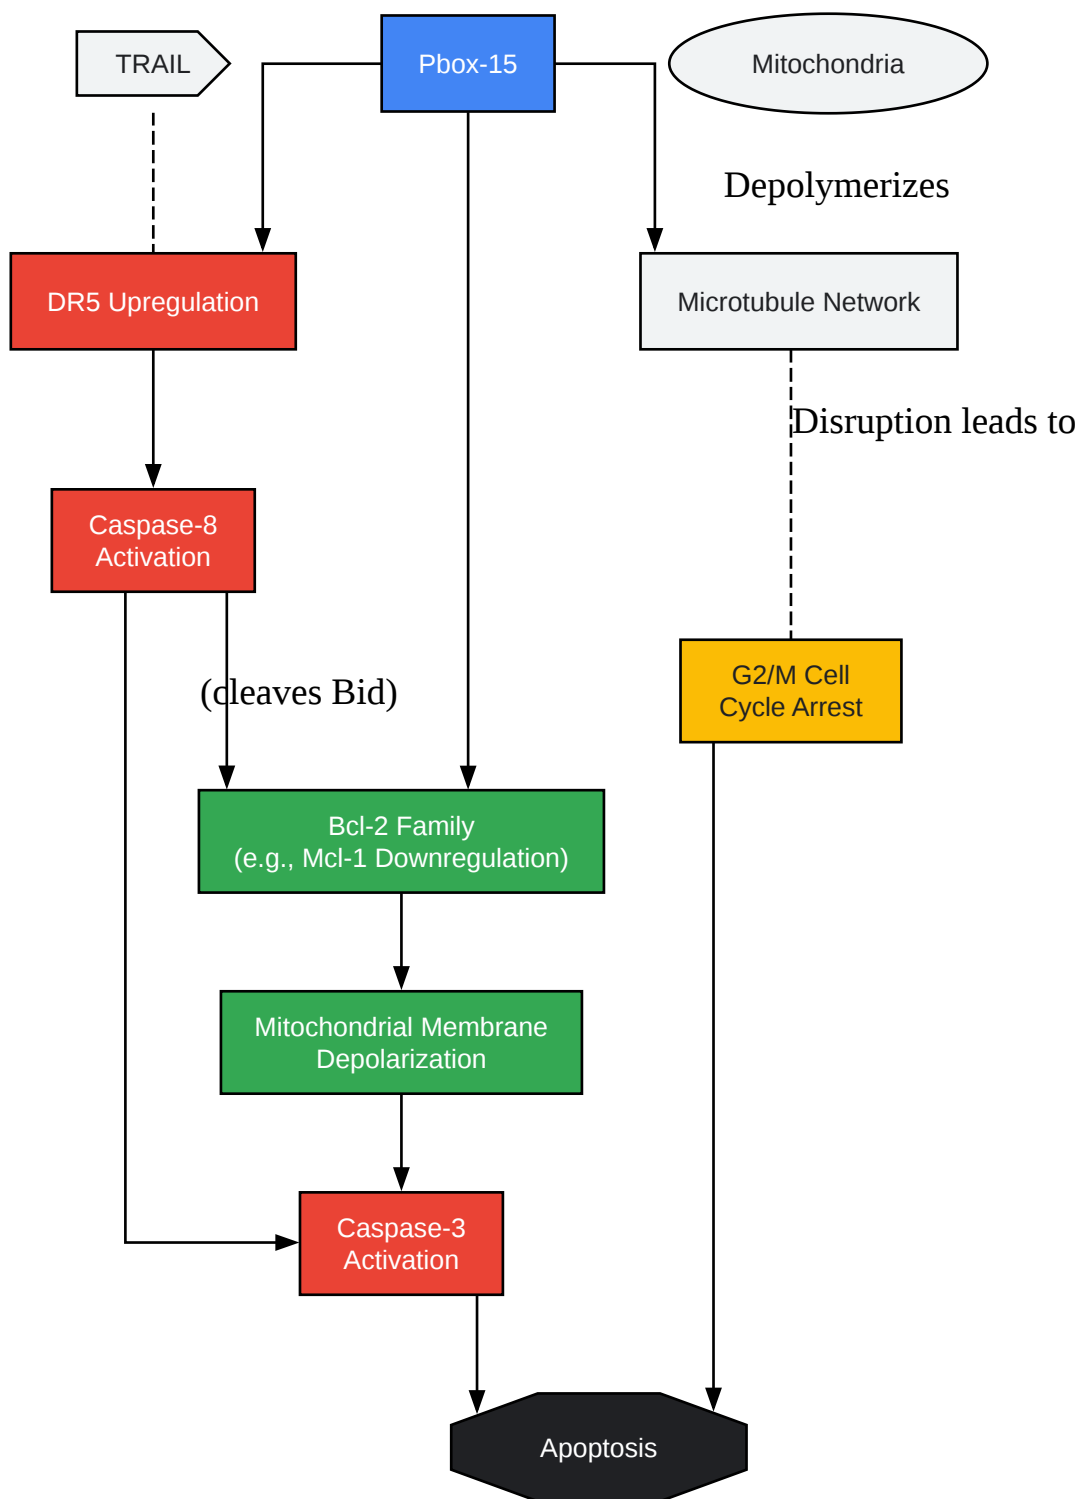 TRAIL
Pbox-15
Mitochondria
Depolymerizes
DR5 Upregulation
Microtubule Network
Disruption leads to
Caspase-8
Activation
(cleaves Bid)
G2/M Cell
Cycle Arrest
Bcl-2 Family
(e.g., Mcl-1 Downregulation)
Mitochondrial Membrane
Depolarization
Caspase-3
Activation
Apoptosis